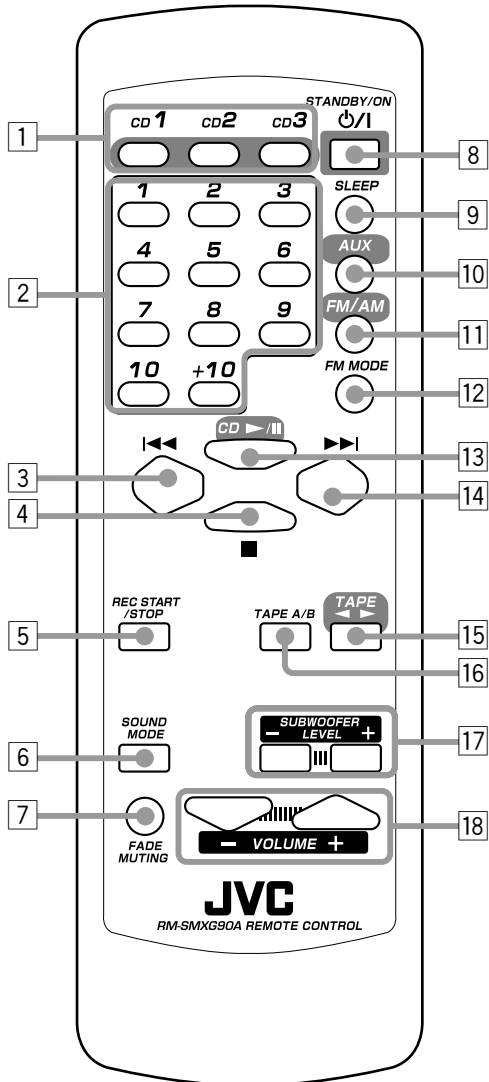 STANDBY/ON
⏻/I
CD 1 CD2 CD3
1
8
SLEEP
9
1 2 3
AUX
10
4 5 6
2
FM/AM
11
7 8 9
FM MODE
12
10 +10
CD ►/II
13
I◄◄ ►►I
3
14
4
■
REC START
/STOP
TAPE A/B
TAPE
◄ ►
5
15
16
SOUND
MODE
SUBWOOFER
– LEVEL +
17
6
7
18
FADE
MUTING
– VOLUME +
JVC
RM-SMXG90A REMOTE CONTROL